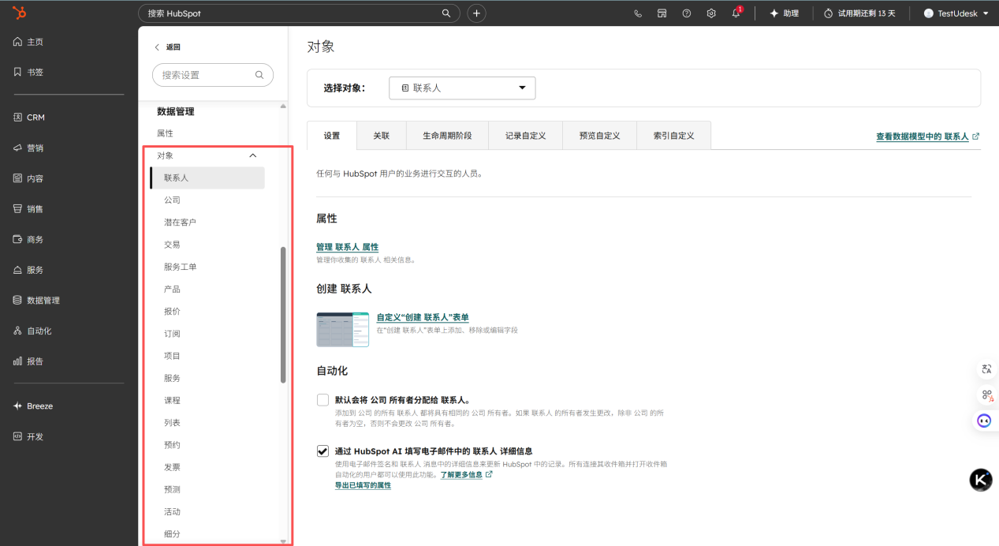 搜索 HubSpot
1
助理
试用期还剩 13 天
TestUdesk
主页
书签
CRM
营销
内容
销售
商务
服务
数据管理
自动化
报告
Breeze
开发
返回
搜索设置
数据管理
属性
对象
联系人
公司
潜在客户
交易
服务工单
产品
报价
订阅
项目
服务
课程
列表
预约
发票
预测
活动
细分
对象
选择对象：
联系人
设置
关联
生命周期阶段
记录自定义
预览自定义
索引自定义
查看数据模型中的 联系人
任何与 HubSpot 用户的业务进行交互的人员。
属性
管理 联系人 属性
管理你收集的 联系人 相关信息。
创建 联系人
自定义“创建 联系人”表单
在“创建 联系人”表单上添加、移除或编辑字段
自动化
默认会将 公司 所有者分配给 联系人。
添加到 公司 的所有 联系人 都将具有相同的 公司 所有者。如果 联系人 的所有者发生更改，除非 公司 的所
有者为空，否则不会更改 公司 所有者。
通过 HubSpot AI 填写电子邮件中的 联系人 详细信息
使用电子邮件签名和 联系人 消息中的详细信息来更新 HubSpot 中的记录。所有连接其收件箱并打开收件箱
自动化的用户都可以使用此功能。了解更多信息
导出已填写的属性
K